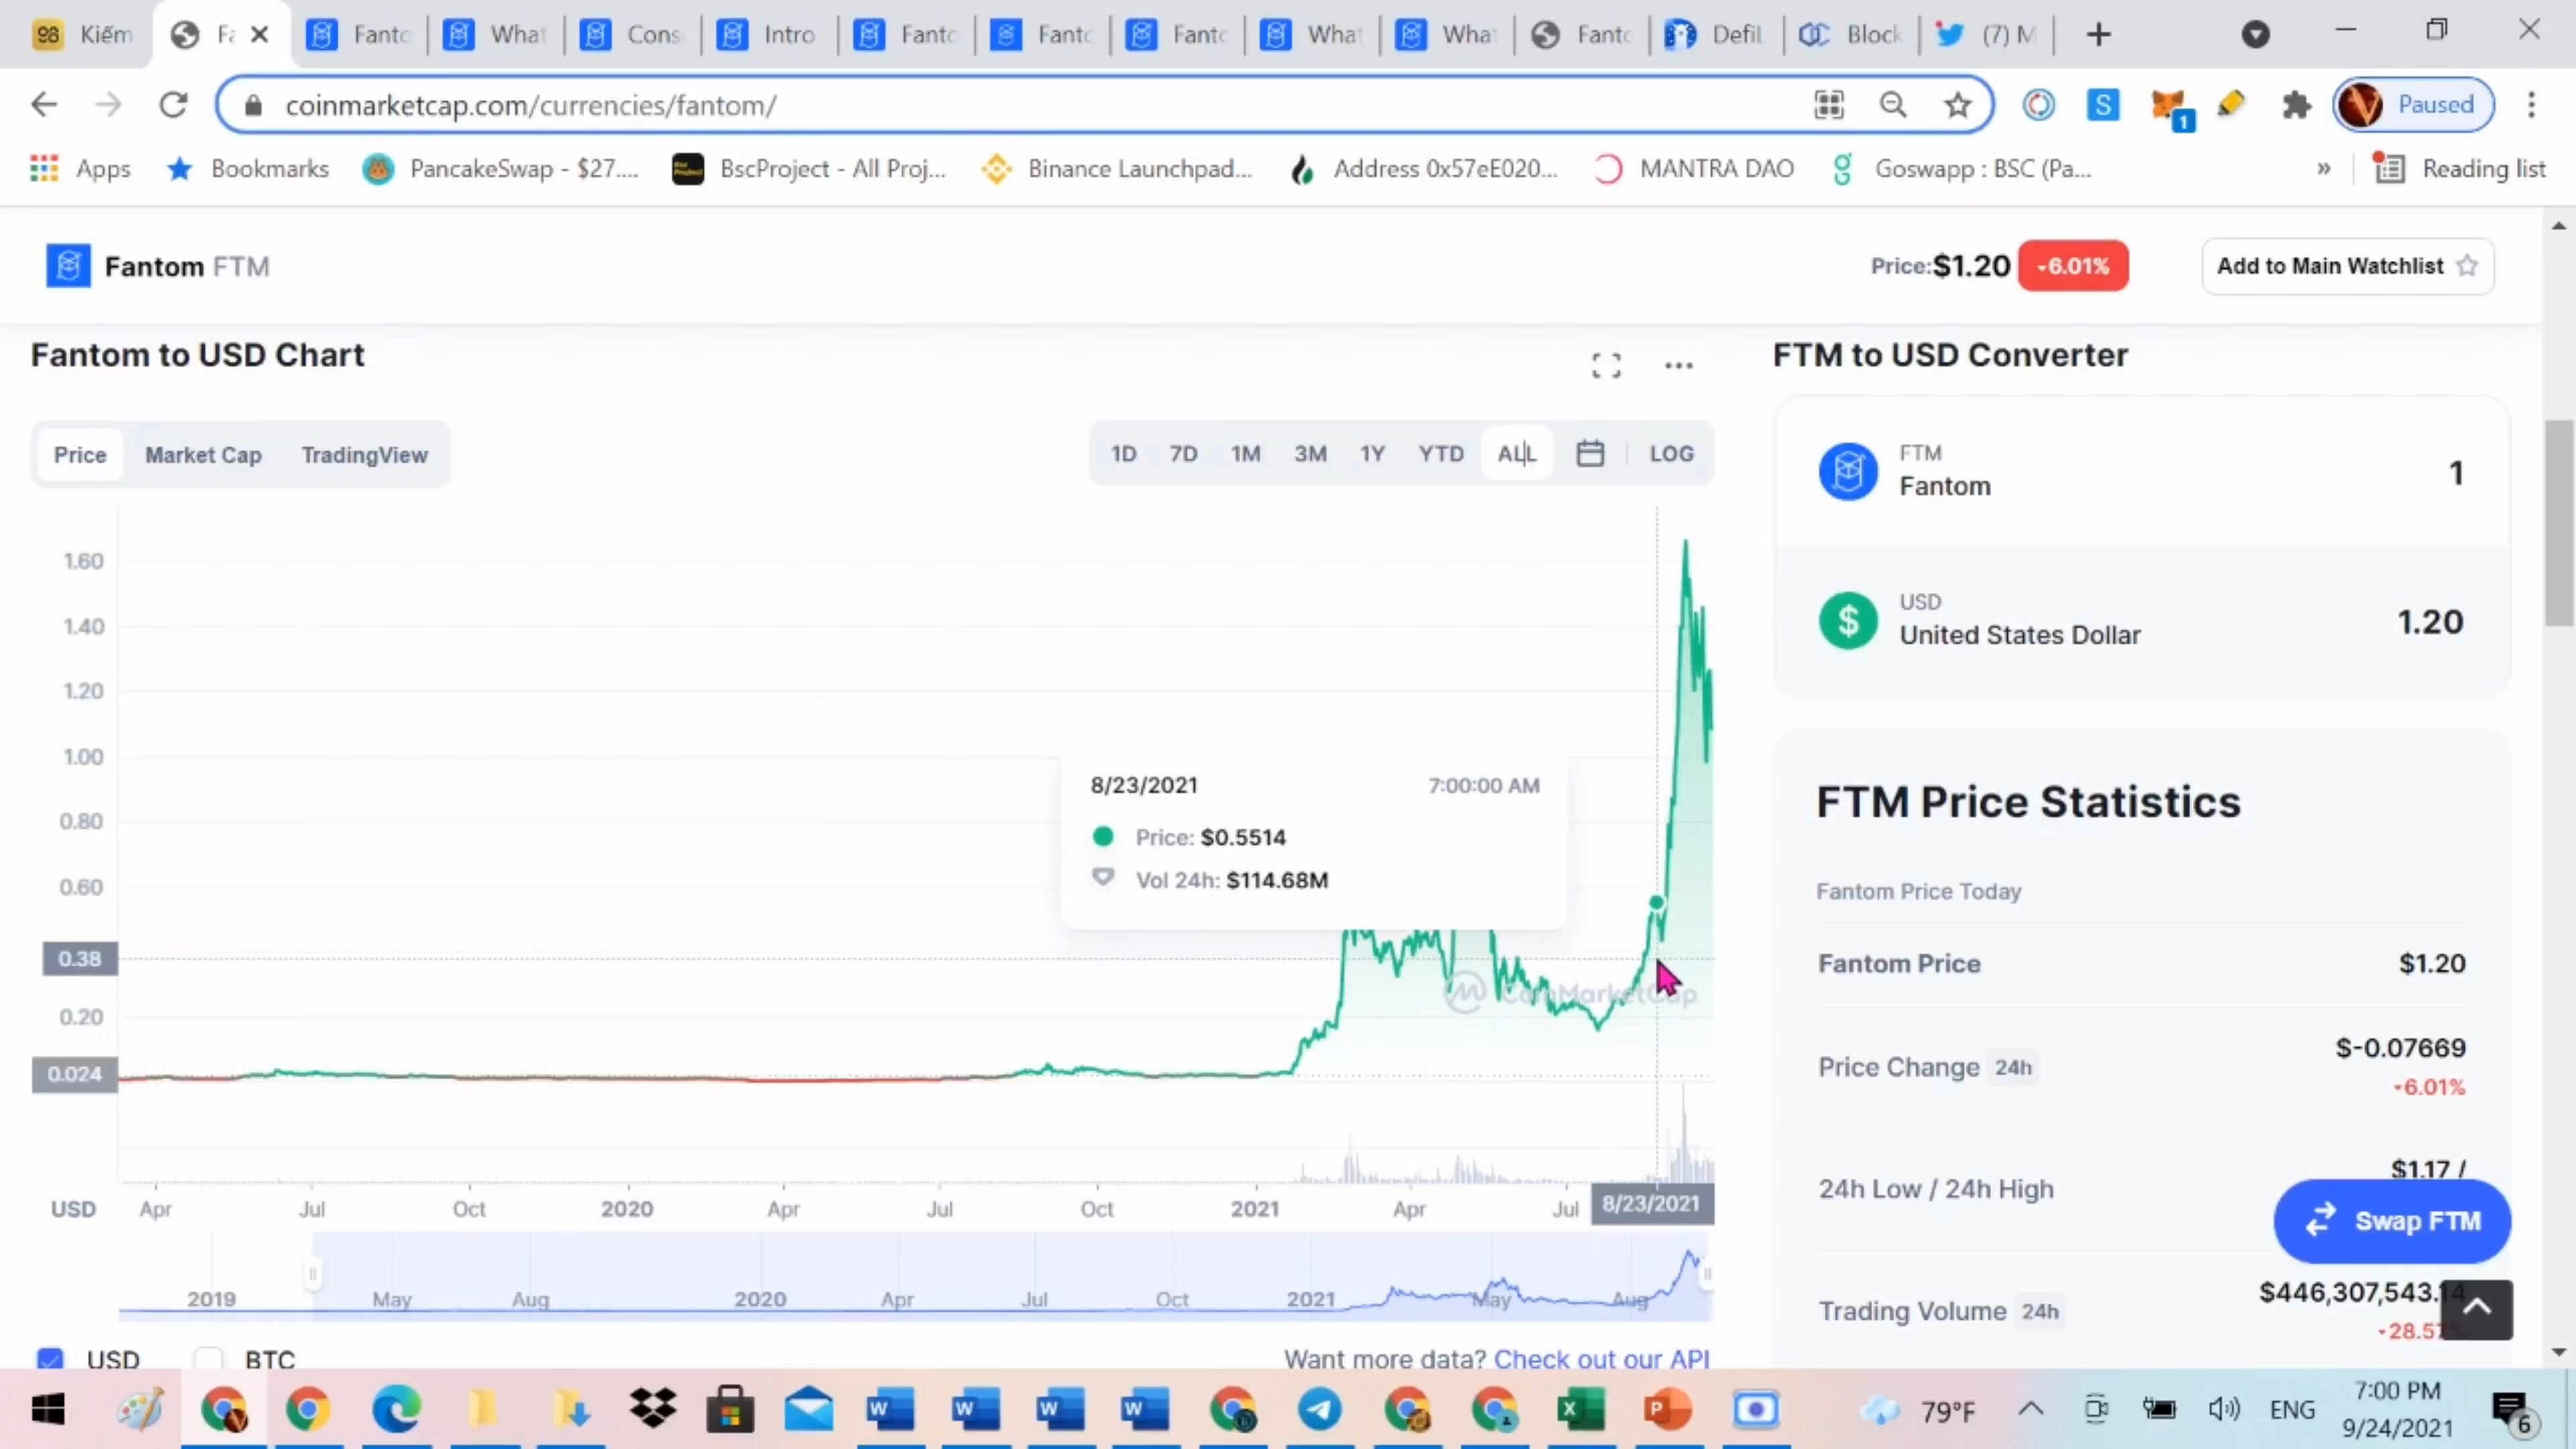 98 Kiếm
Fa
Fanto
What
Cons
Intro
Fanto
Fanto
Fanto
What
What
Fanto
Defil
Block
(7) M
coinmarketcap.com/currencies/fantom/
S
1
Paused
Apps
Bookmarks
PancakeSwap - $27....
BscProject - All Proj...
Binance Launchpad...
Address 0x57eE020...
MANTRA DAO
Goswapp : BSC (Pa...
»
Reading list
Fantom FTM
Price:$1.20
-6.01%
Add to Main Watchlist
Fantom to USD Chart
Price Market Cap TradingView
1D 7D 1M 3M 1Y YTD ALL LOG
1.60
1.40
1.20
1.00
0.80
0.60
0.38
0.20
0.024
8/23/2021 7:00:00 AM
Price: $0.5514
Vol 24h: $114.68M
CoinMarketCap
USD Apr Jul Oct 2020 Apr Jul Oct 2021 Apr Jul 8/23/2021
2019 May Aug 2020 Apr Jul Oct 2021 May Aug
USD BTC
Want more data? Check out our API
FTM to USD Converter
FTM
Fantom
1
USD
United States Dollar
1.20
FTM Price Statistics
Fantom Price Today
Fantom Price $1.20
Price Change 24h $-0.07669
6.01%
24h Low / 24h High $1.17 /
Swap FTM
Trading Volume 24h $446,307,543.14
79°F
ENG
7:00 PM
9/24/2021
6